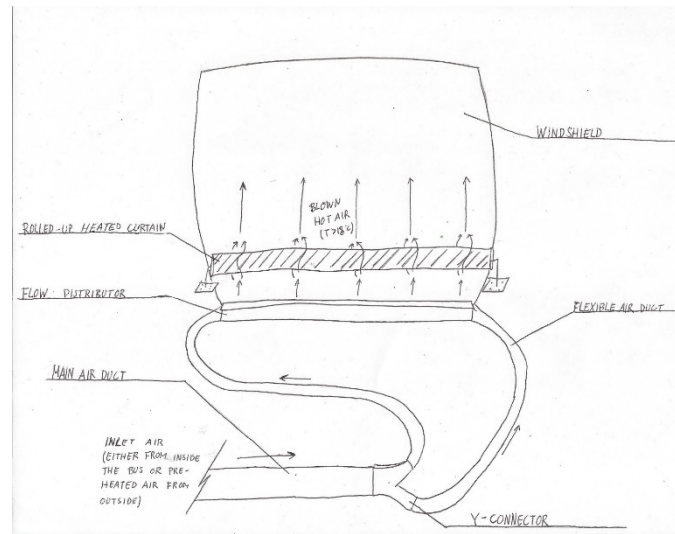 WINDSHIELD
BLOWN
HOT AIR
(T>18°C)
ROLLED-UP HEATED CURTAIN
FLOW DISTRIBUTOR
FLEXIBLE AIR DUCT
MAIN AIR DUCT
INLET AIR
(EITHER FROM INSIDE
THE BUS OR PRE-
HEATED AIR FROM
OUTSIDE)
Y-CONNECTOR